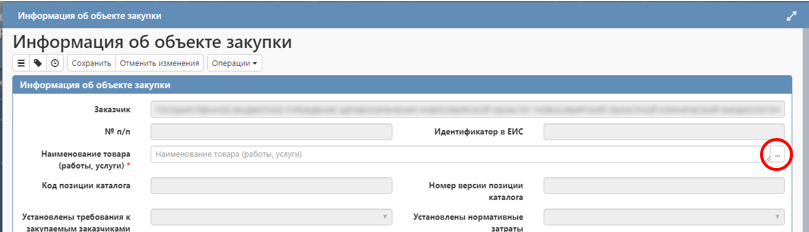 Информация об объекте закупки
Информация об объекте закупки
Сохранить Отменить изменения Операции
Информация об объекте закупки
Заказчик
№ п/п Идентификатор в ЕИС
Наименование товара (работы, услуги) * Наименование товара (работы, услуги) ...
Код позиции каталога Номер версии позиции каталога
Установлены требования к закупаемым заказчиками Установлены нормативные затраты